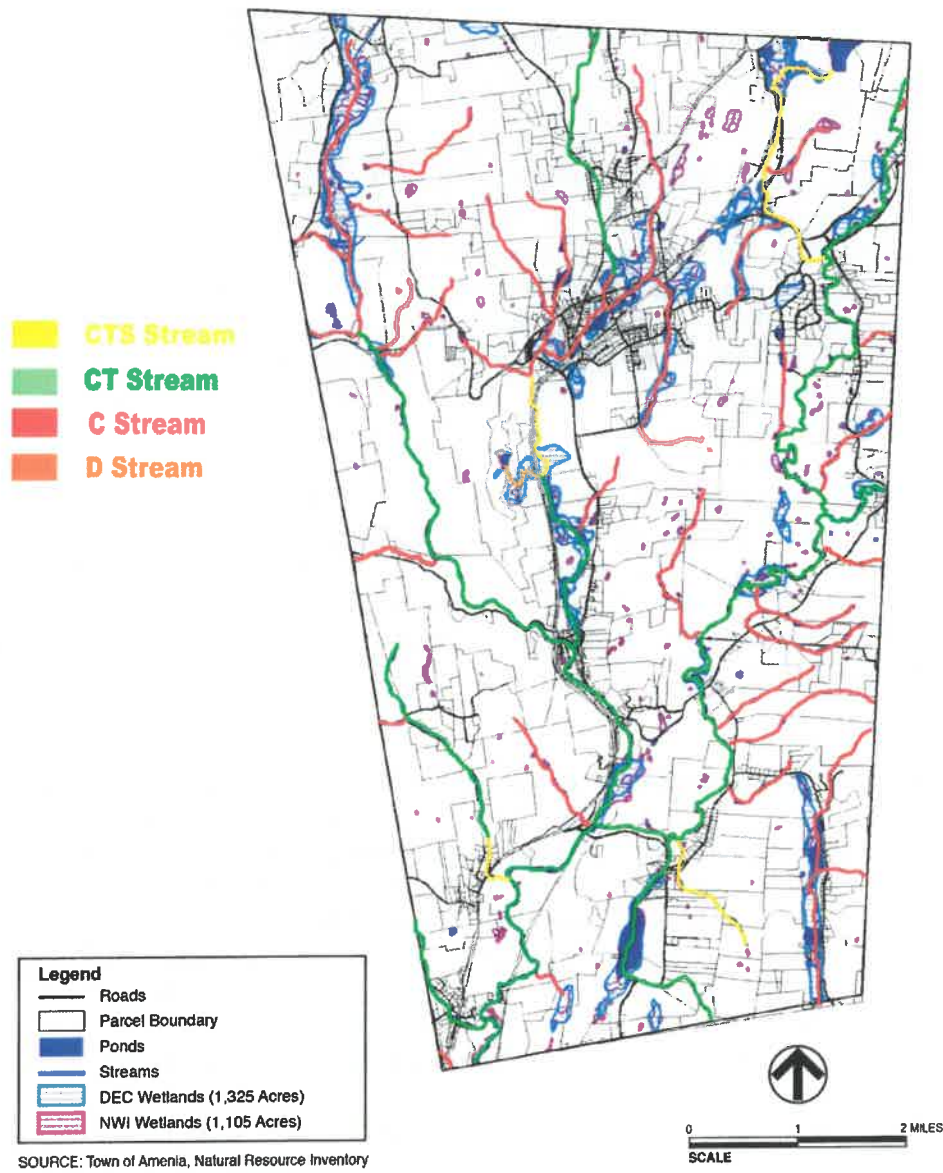 CTS Stream
CT Stream
C Stream
D Stream
Legend
Roads
Parcel Boundary
Ponds
Streams
DEC Wetlands (1,325 Acres)
NWI Wetlands (1,105 Acres)
SOURCE: Town of Amenia, Natural Resource Inventory
0 1 2 MILES
SCALE